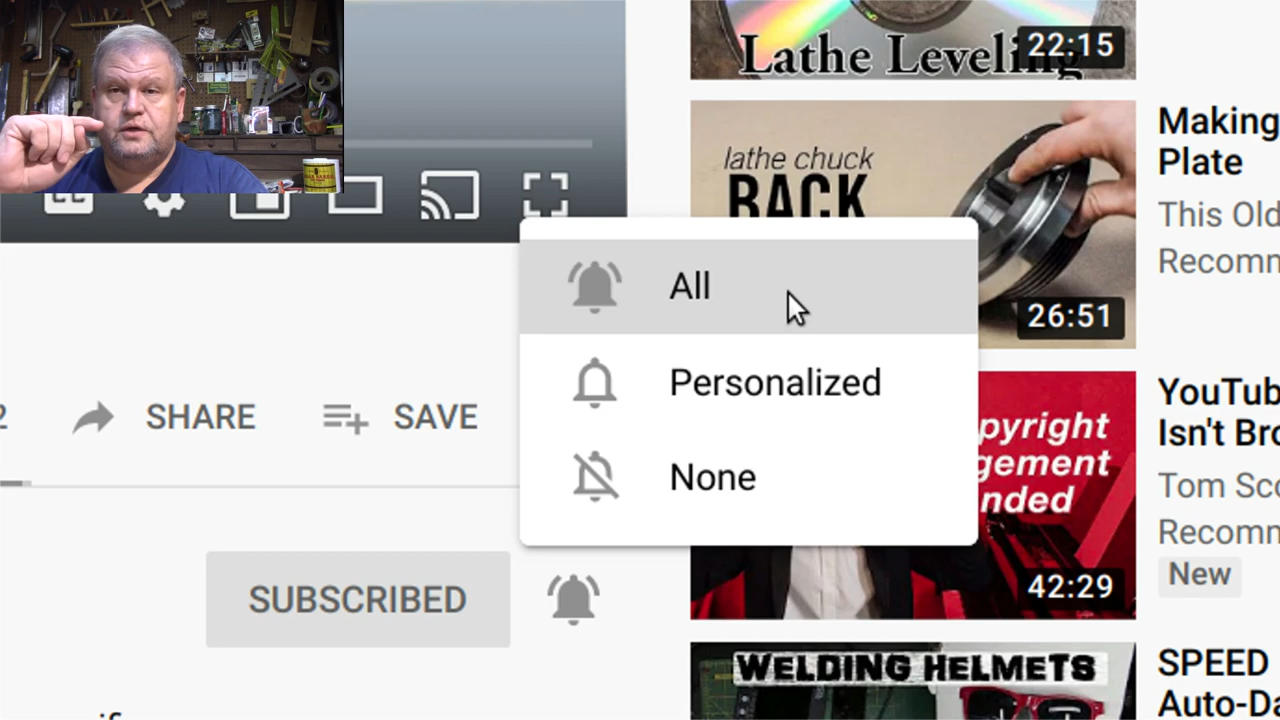 Lathe Leveling
22:15
lathe chuck
BACK
26:51
Making
Plate
This Old
Recomm
All
Personalized
None
SHARE
SAVE
SUBSCRIBED
pyright
gement
nded
42:29
YouTub
Isn't Bro
Tom Sco
Recomm
New
WELDING HELMETS
SPEED
Auto-Da